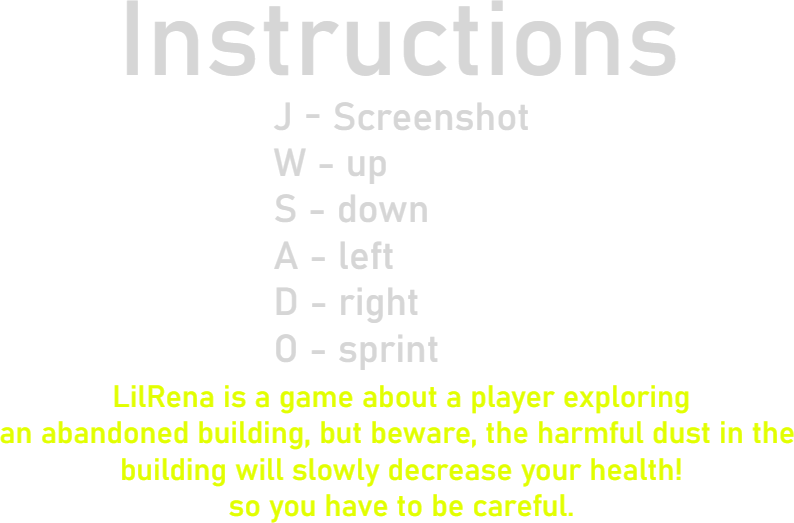 Instructions
J - Screenshot
W - up
S - down
A - left
D - right
O - sprint
LilRena is a game about a player exploring
an abandoned building, but beware, the harmful dust in the
building will slowly decrease your health!
so you have to be careful.